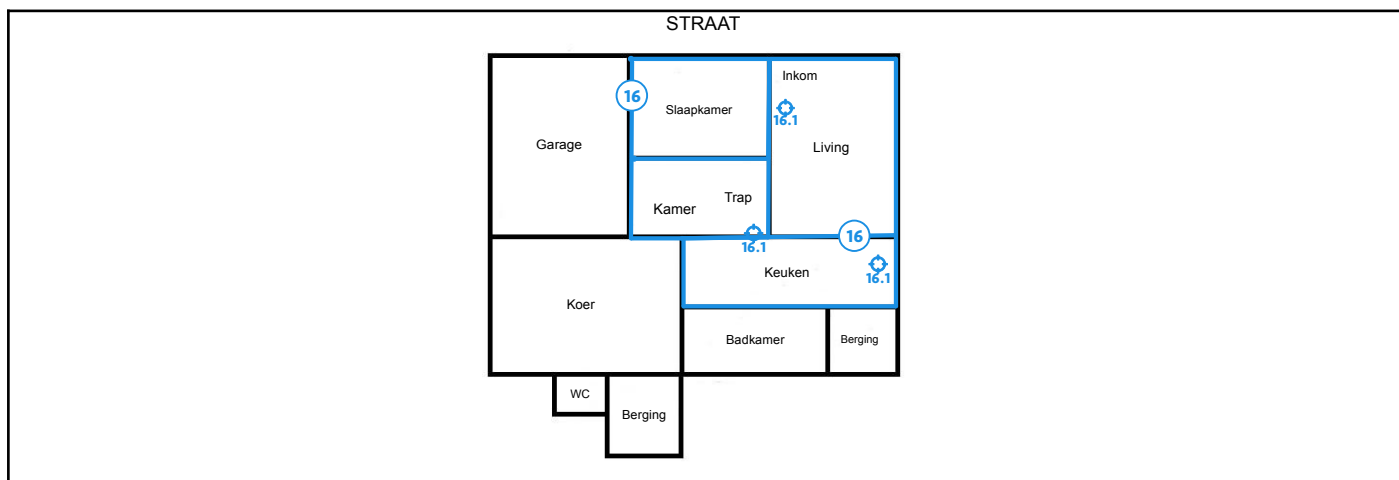 STRAAT
Inkom
16
Slaapkamer
16.1
Garage
Living
Trap
Kamer
16
16.1
Keuken
16.1
Koer
Badkamer
Berging
WC
Berging